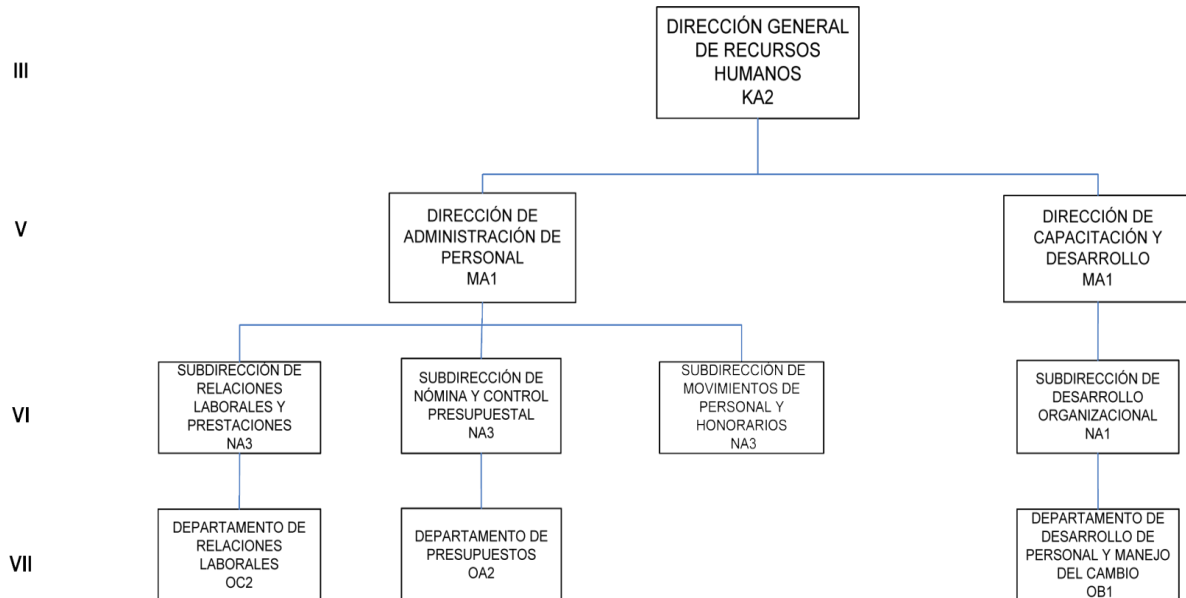 III
DIRECCIÓN GENERAL
DE RECURSOS
HUMANOS
KA2
V
DIRECCIÓN DE
ADMINISTRACIÓN DE
PERSONAL
MA1
DIRECCIÓN DE
CAPACITACIÓN Y
DESARROLLO
MA1
VI
SUBDIRECCIÓN DE
RELACIONES
LABORALES Y
PRESTACIONES
NA3
SUBDIRECCIÓN DE
NÓMINA Y CONTROL
PRESUPUESTAL
NA3
SUBDIRECCIÓN DE
MOVIMIENTOS DE
PERSONAL Y
HONORARIOS
NA3
SUBDIRECCIÓN DE
DESARROLLO
ORGANIZACIONAL
NA1
VII
DEPARTAMENTO DE
RELACIONES
LABORALES
OC2
DEPARTAMENTO DE
PRESUPUESTOS
OA2
DEPARTAMENTO DE
DESARROLLO DE
PERSONAL Y MANEJO
DEL CAMBIO
OB1